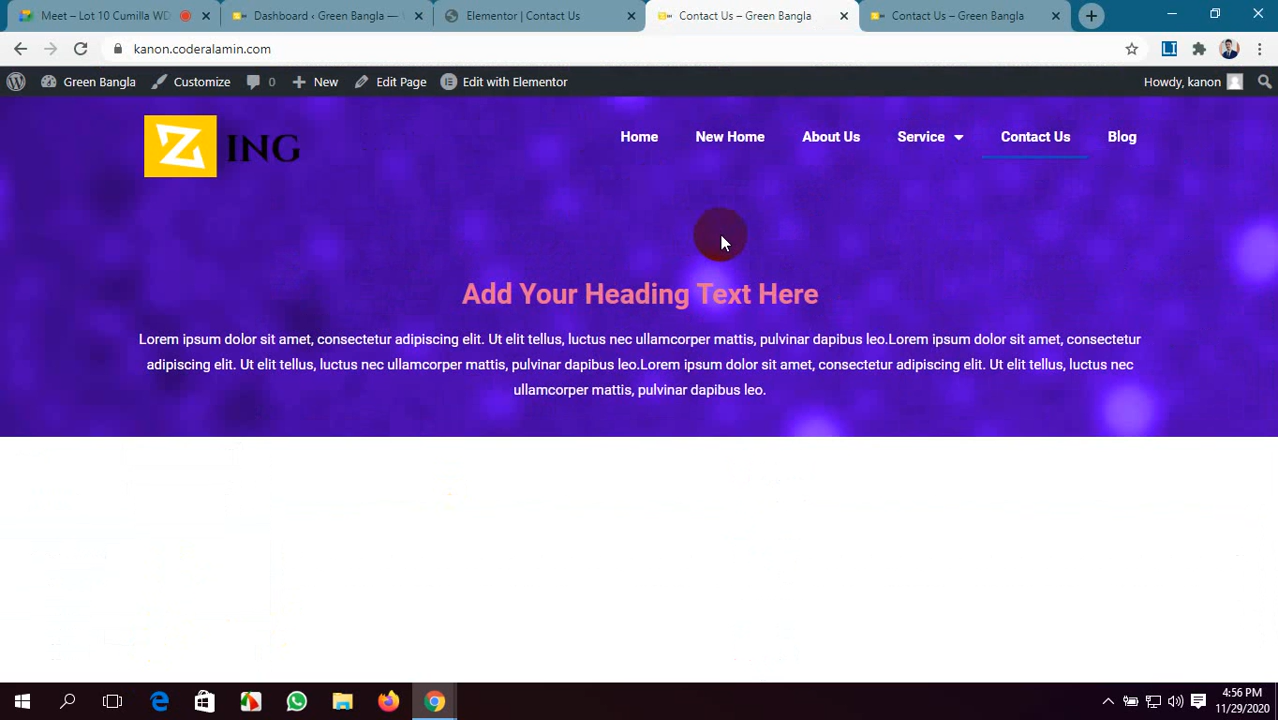 Meet – Lot 10 Cumilla WD
Dashboard ‹ Green Bangla —
Elementor | Contact Us
Contact Us – Green Bangla
Contact Us – Green Bangla
kanon.coderalamin.com
LI
Green Bangla
Customize
0
New
Edit Page
Edit with Elementor
Howdy, kanon
Z ING
Home
New Home
About Us
Service
Contact Us
Blog
Add Your Heading Text Here
Lorem ipsum dolor sit amet, consectetur adipiscing elit. Ut elit tellus, luctus nec ullamcorper mattis, pulvinar dapibus leo.Lorem ipsum dolor sit amet, consectetur
adipiscing elit. Ut elit tellus, luctus nec ullamcorper mattis, pulvinar dapibus leo.Lorem ipsum dolor sit amet, consectetur adipiscing elit. Ut elit tellus, luctus nec
ullamcorper mattis, pulvinar dapibus leo.
4:56 PM
11/29/2020